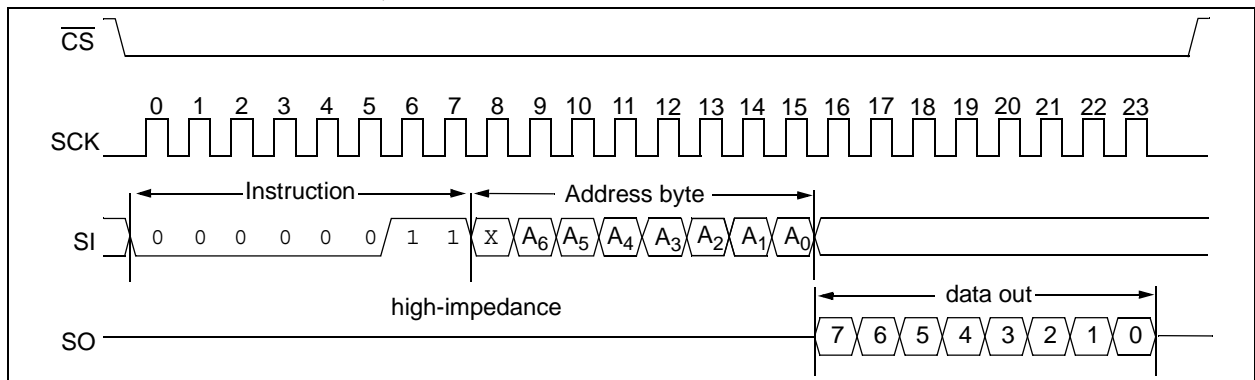 CS
0 1 2 3 4 5 6 7 8 9 10 11 12 13 14 15 16 17 18 19 20 21 22 23
SCK
Instruction Address byte
SI 0 0 0 0 0 0 1 1 X A6 A5 A4 A3 A2 A1 A0
high-impedance data out
SO 7 6 5 4 3 2 1 0